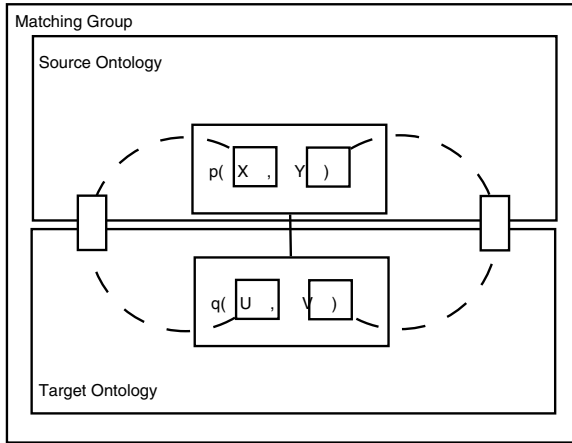 Matching Group
Source Ontology
p( X , Y )
q( U , V )
Target Ontology